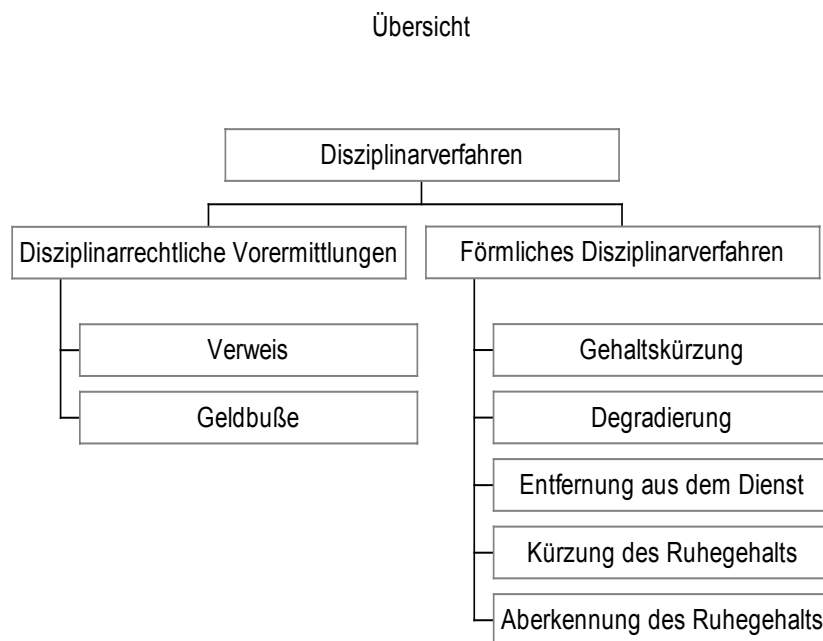 Übersicht
Disziplinarverfahren
Disziplinarrechtliche Vorermittlungen
Verweis
Geldbuße
Förmliches Disziplinarverfahren
Gehaltskürzung
Degradierung
Entfernung aus dem Dienst
Kürzung des Ruhegehalts
Aberkennung des Ruhegehalts